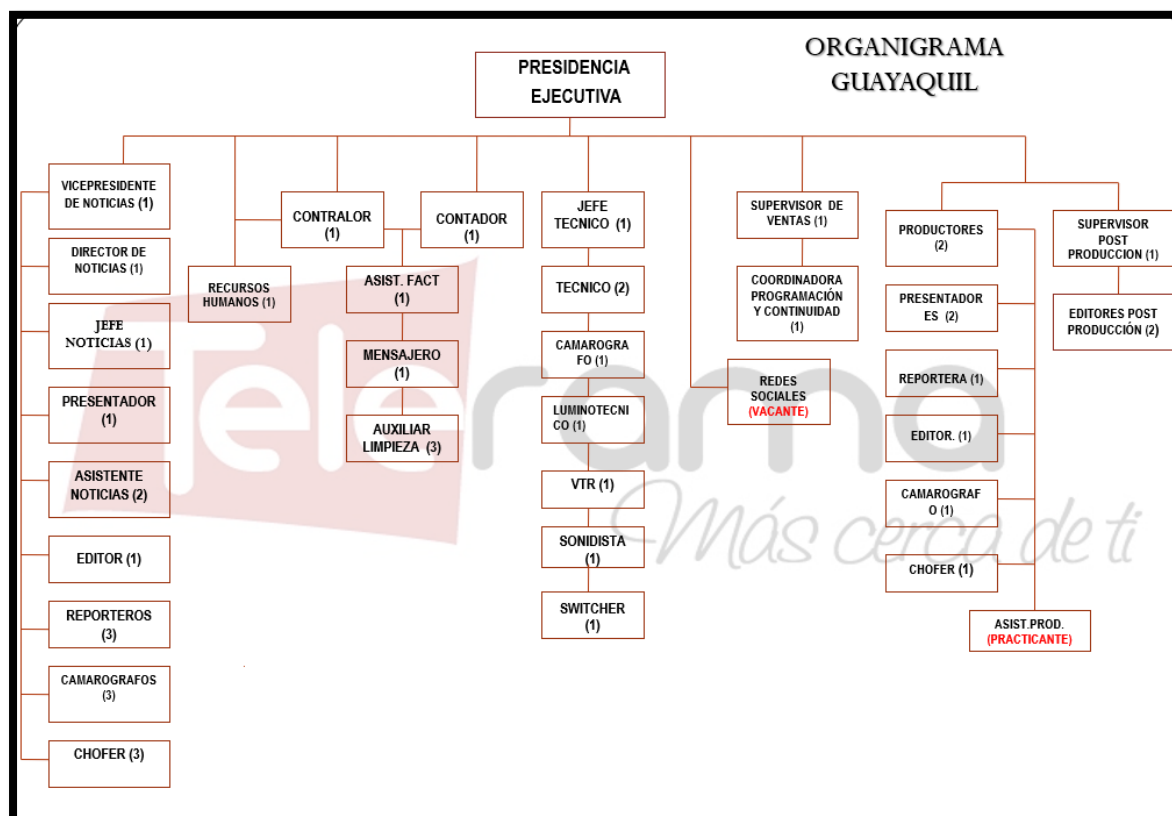 ORGANIGRAMA
GUAYAQUIL
PRESIDENCIA
EJECUTIVA
VICEPRESIDENTE
DE NOTICIAS (1)
DIRECTOR DE
NOTICIAS (1)
JEFE
NOTICIAS (1)
PRESENTADOR
(1)
ASISTENTE
NOTICIAS (2)
EDITOR (1)
REPORTEROS
(3)
CAMAROGRAFOS
(3)
CHOFER (3)
RECURSOS
HUMANOS (1)
CONTRALOR
(1)
CONTADOR
(1)
ASIST. FACT
(1)
MENSAJERO
(1)
AUXILIAR
LIMPIEZA (3)
JEFE
TECNICO (1)
TECNICO (2)
CAMAROGRA
FO (1)
LUMINOTECNI
CO (1)
VTR (1)
SONIDISTA
(1)
SWITCHER
(1)
SUPERVISOR DE
VENTAS (1)
COORDINADORA
PROGRAMACIÓN
Y CONTINUIDAD
(1)
REDES
SOCIALES
(VACANTE)
PRODUCTORES
(2)
PRESENTADOR
ES (2)
REPORTERA (1)
EDITOR. (1)
CAMAROGRAF
O (1)
CHOFER (1)
ASIST.PROD.
(PRACTICANTE)
SUPERVISOR
POST
PRODUCCION (1)
EDITORES POST
PRODUCCIÓN (2)
Telerama
Más cerca de ti